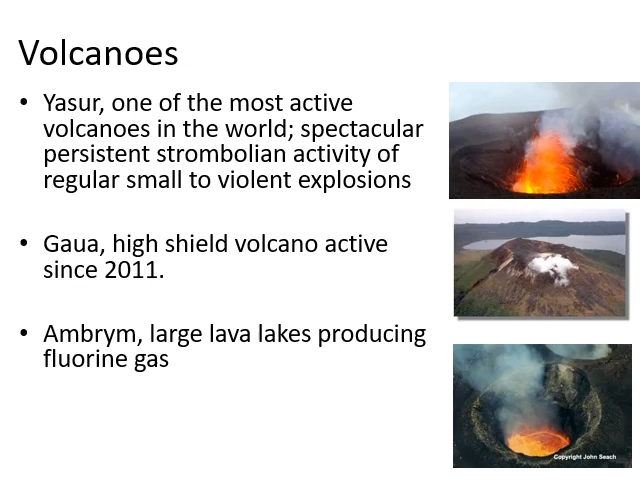 Volcanoes
• Yasur, one of the most active
volcanoes in the world; spectacular
persistent strombolian activity of
regular small to violent explosions
• Gaua, high shield volcano active
since 2011.
• Ambrym, large lava lakes producing
fluorine gas
Copyright John Seach